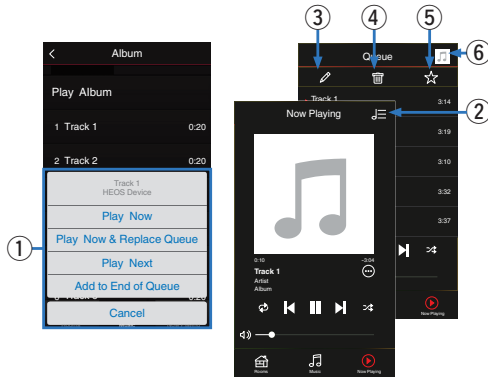 ③
④
⑤
⑥
Album
Play Album
1 Track 1 0:20
2 Track 2 0:20
①
Track 1
HEOS Device
Play Now
Play Now & Replace Queue
Play Next
Add to End of Queue
Cancel
Queue
Track 1 3:14
3:19
3:10
3:32
3:37
Now Playing
②
Now Playing
0:10 -3:04
Track 1
Artist
Album
Rooms Music Now Playing